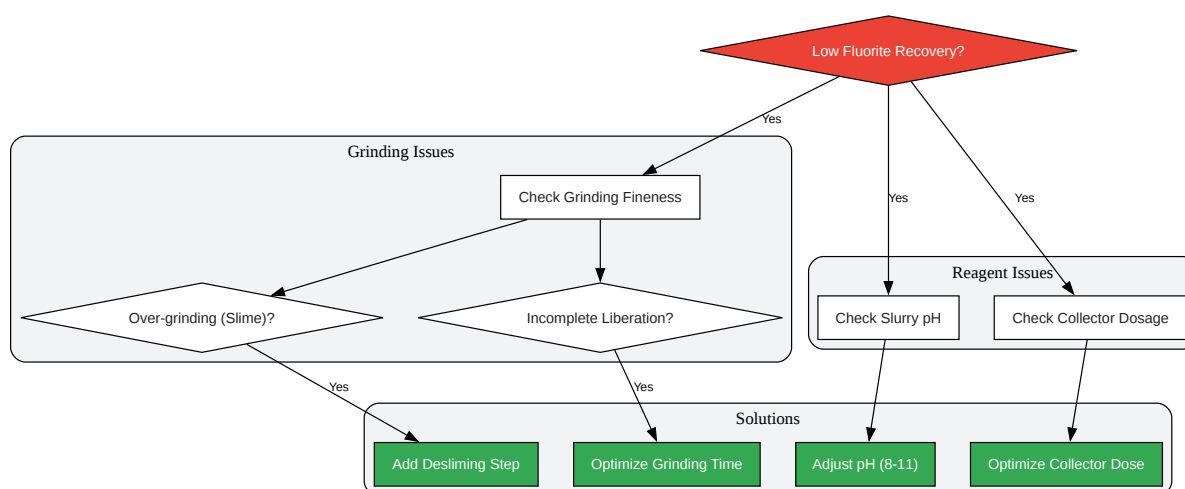 Low Fluorite Recovery?
Yes
Grinding Issues
Check Grinding Fineness
Yes
Yes
Reagent Issues
Over-grinding (Slime)?
Incomplete Liberation?
Check Slurry pH
Check Collector Dosage
Yes
Yes
Solutions
Add Desliming Step
Optimize Grinding Time
Adjust pH (8-11)
Optimize Collector Dose